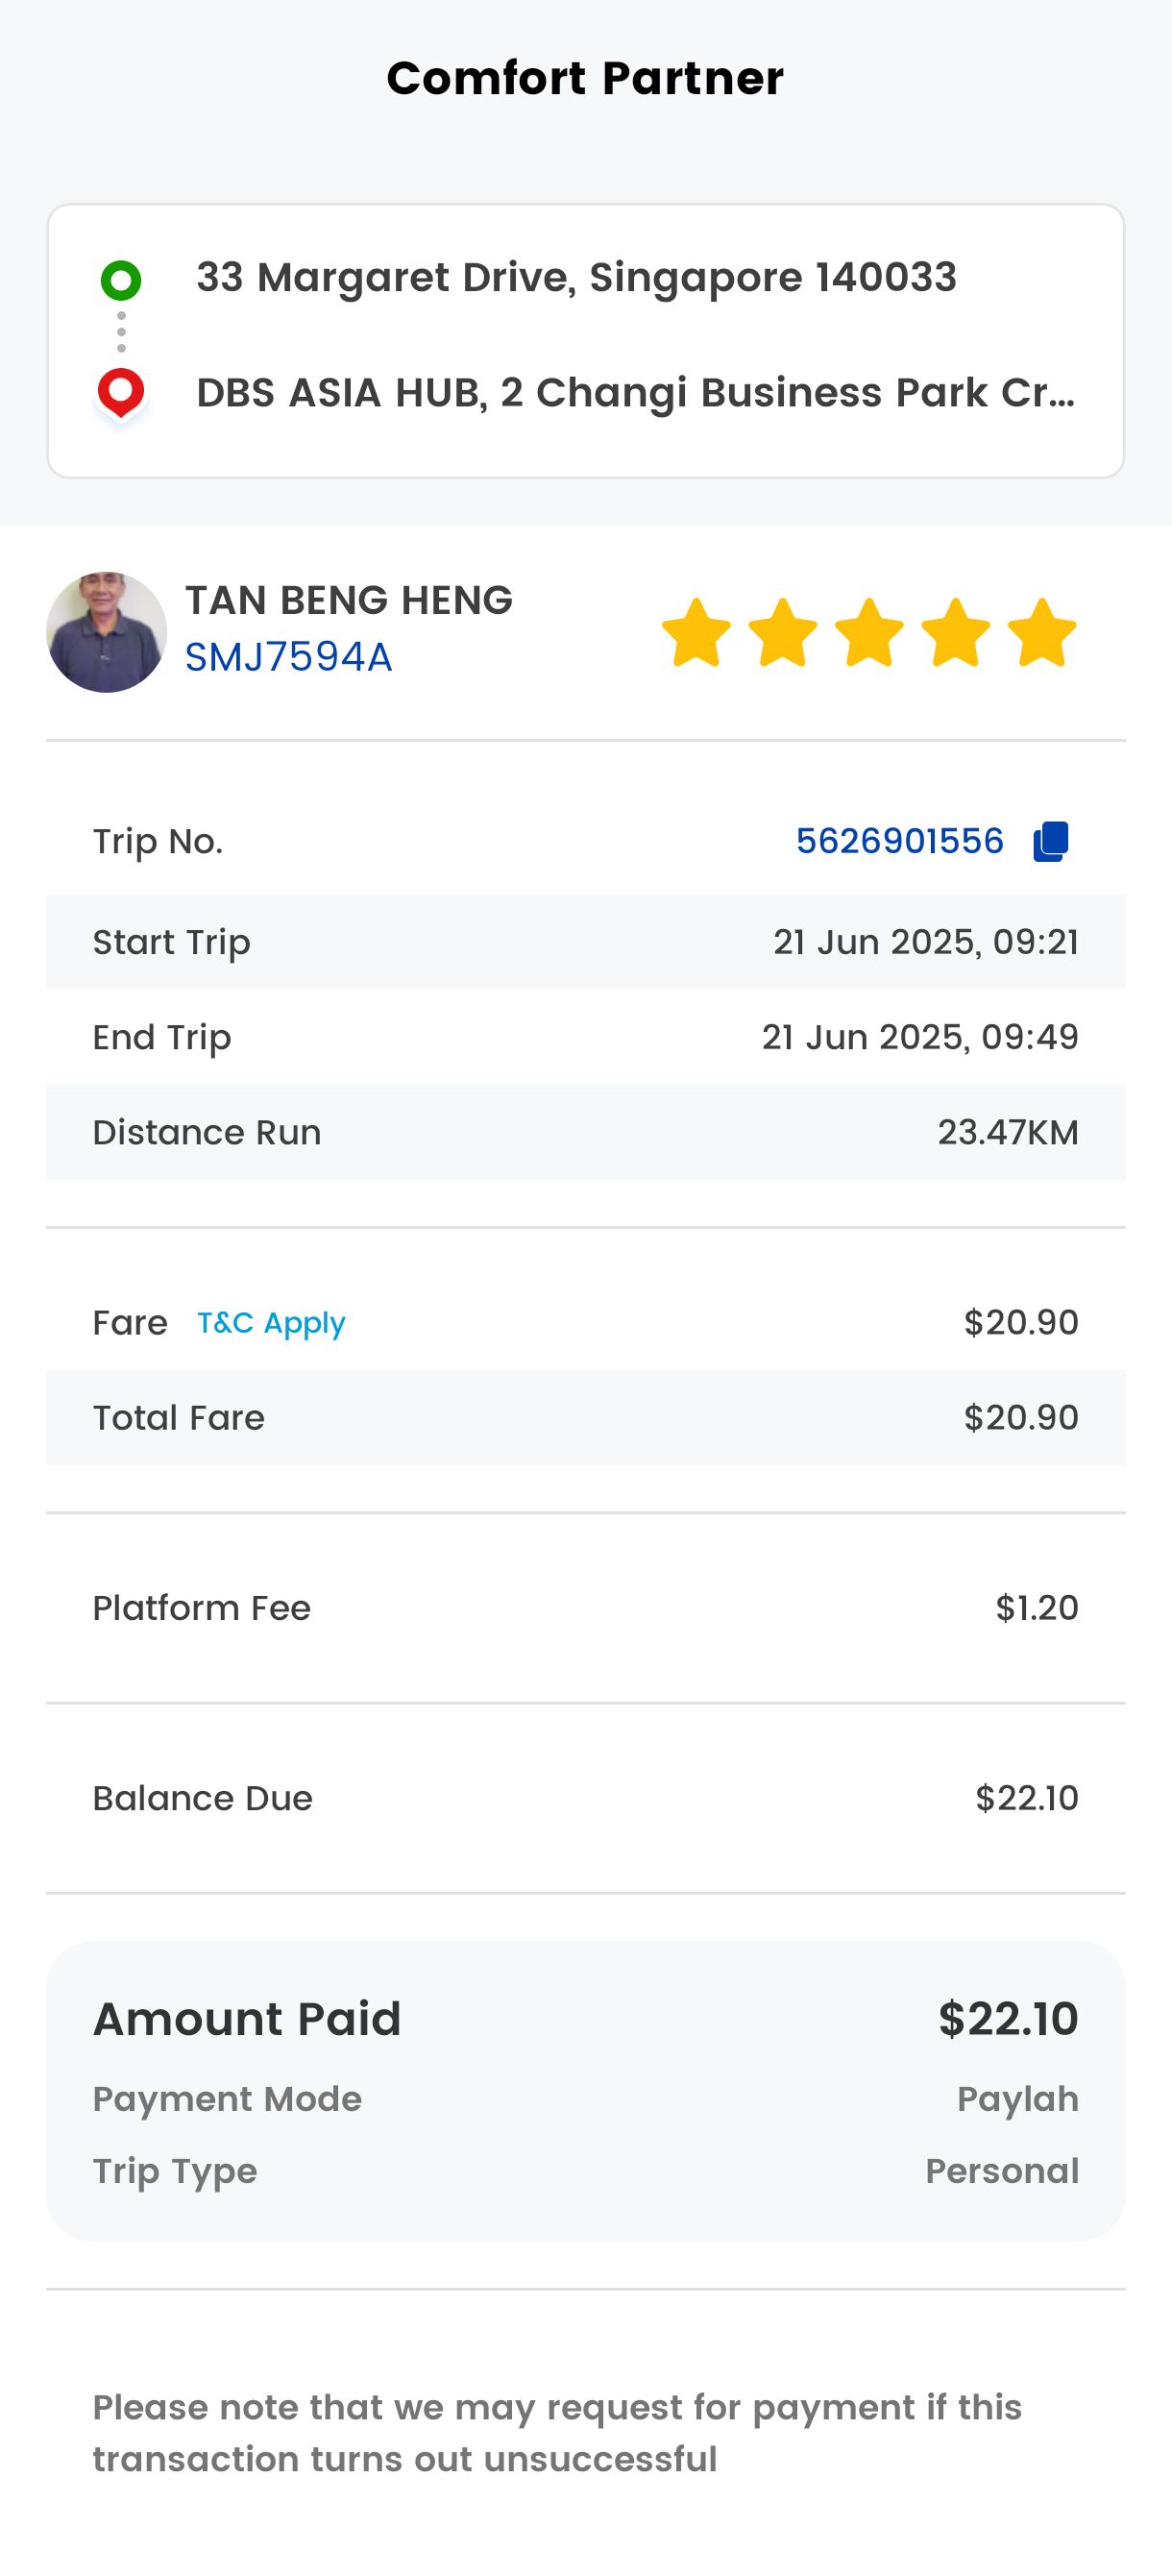 Comfort Partner
33 Margaret Drive, Singapore 140033
DBS ASIA HUB, 2 Changi Business Park Cr...
TAN BENG HENG
SMJ7594A
Trip No. 5626901556
Start Trip 21 Jun 2025, 09:21
End Trip 21 Jun 2025, 09:49
Distance Run 23.47KM
Fare T&C Apply $20.90
Total Fare $20.90
Platform Fee $1.20
Balance Due $22.10
Amount Paid $22.10
Payment Mode Paylah
Trip Type Personal
Please note that we may request for payment if this
transaction turns out unsuccessful